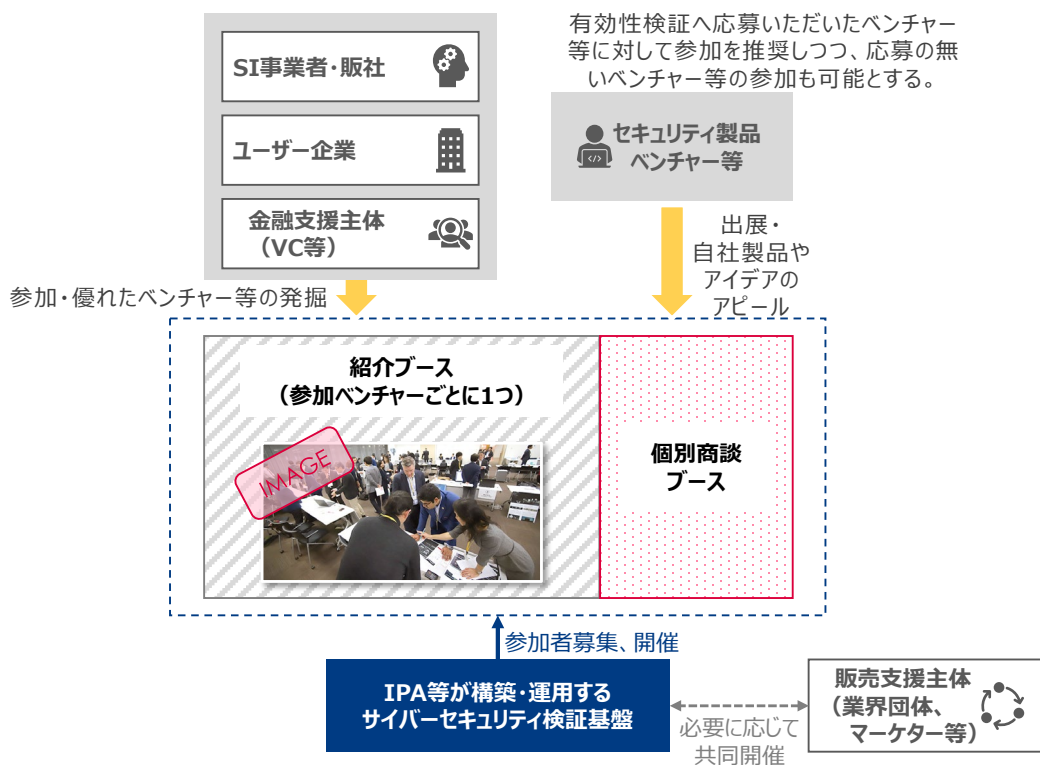 SI事業者・販社
ユーザー企業
金融支援主体
（VC等）
有効性検証へ応募いただいたベンチャー
等に対して参加を推奨しつつ、応募の無
いベンチャー等の参加も可能とする。
セキュリティ製品
ベンチャー等
参加・優れたベンチャー等の発掘
出展・
自社製品や
アイデアの
アピール
紹介ブース
（参加ベンチャーごとに1つ）
IMAGE
個別商談
ブース
参加者募集、開催
IPA等が構築・運用する
サイバーセキュリティ検証基盤
必要に応じて
共同開催
販売支援主体
（業界団体、
マーケター等）